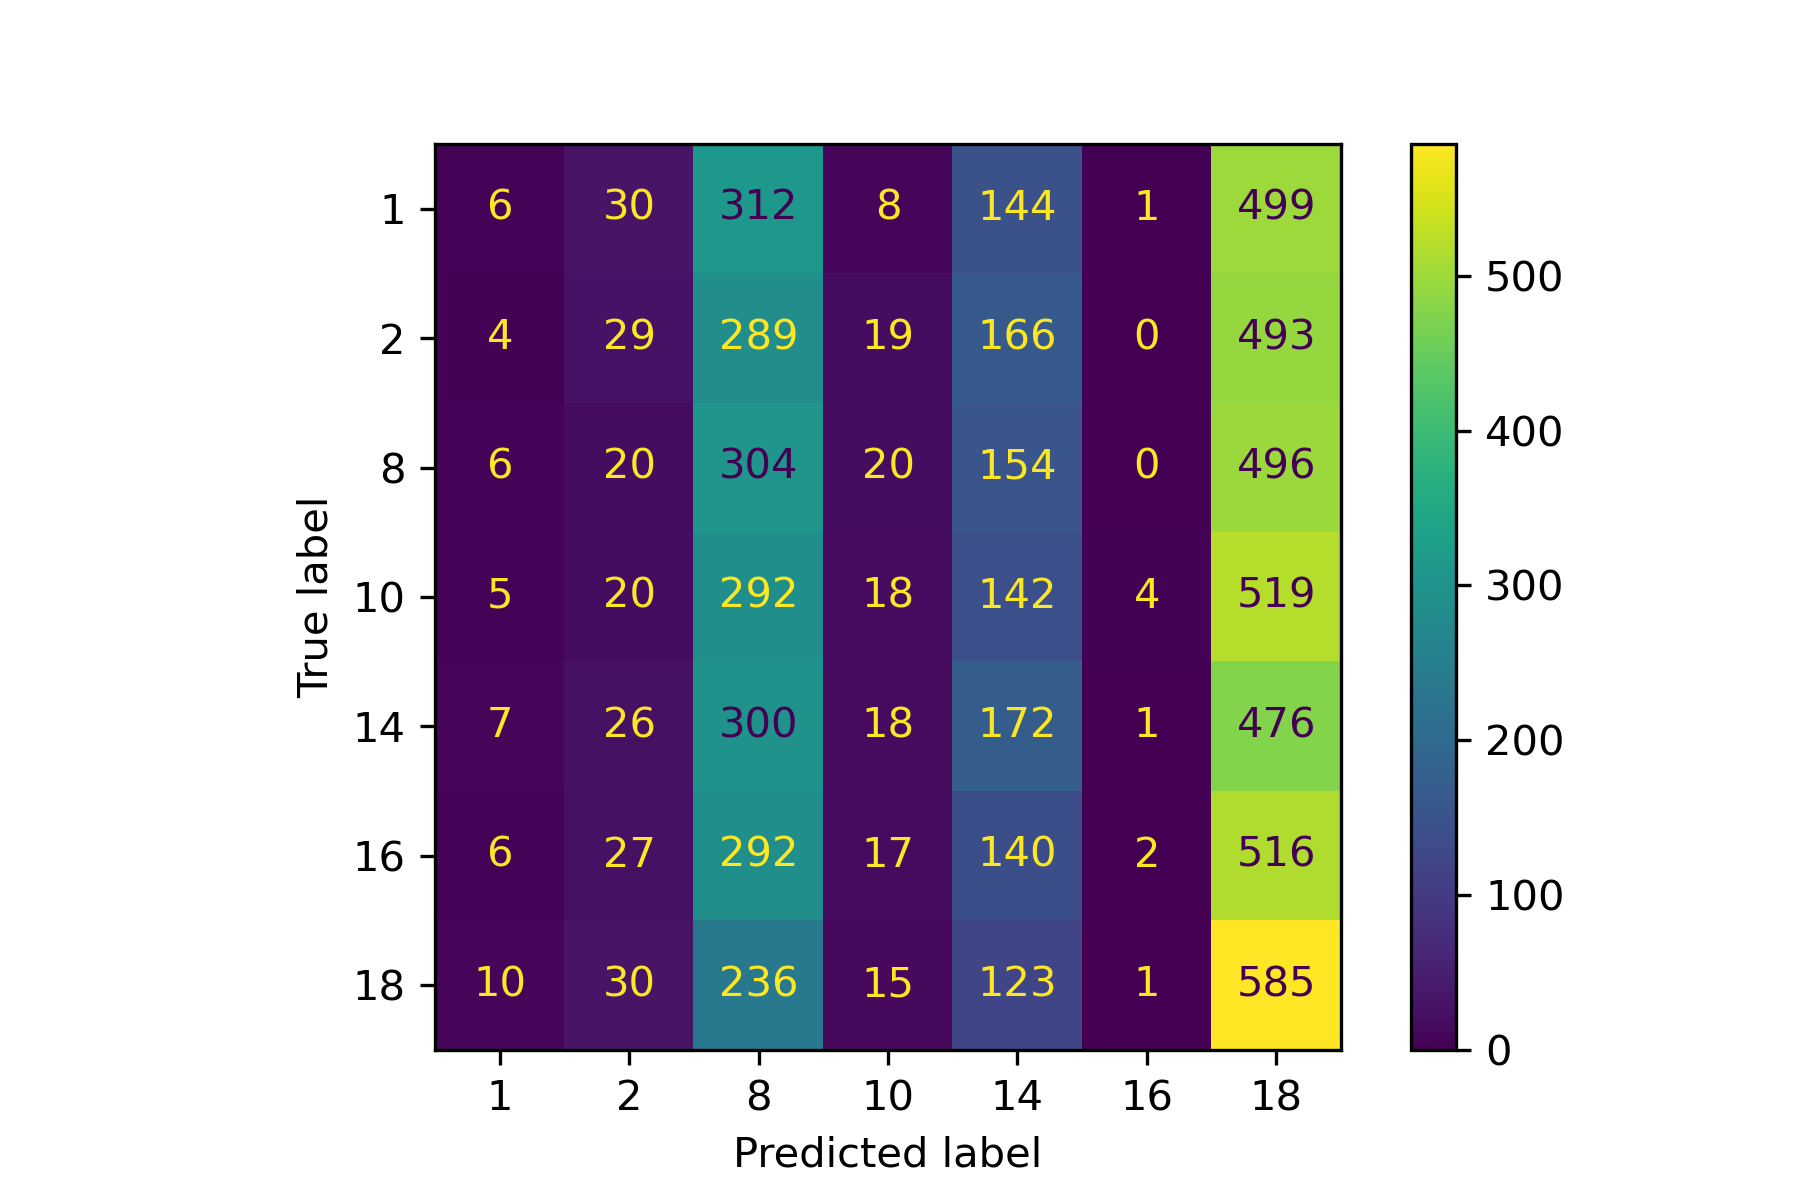 1 6 30 312 8 144 1 499
2 4 29 289 19 166 0 493
8 6 20 304 20 154 0 496
10 5 20 292 18 142 4 519
14 7 26 300 18 172 1 476
16 6 27 292 17 140 2 516
18 10 30 236 15 123 1 585
1 2 8 10 14 16 18
Predicted label
True label
500
400
300
200
100
0